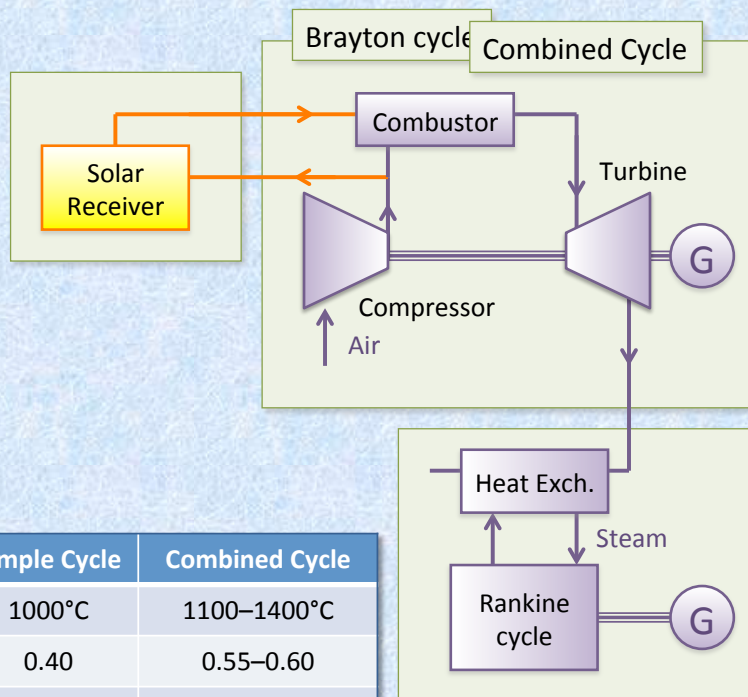 Brayton cycle
Combined Cycle
Combustor
Solar
Receiver
Turbine
G
Compressor
Air
Heat Exch.
Steam
Rankine
cycle
G
Cycle Combined Cycle
1000°C 1100–1400°C
0.40 0.55–0.60